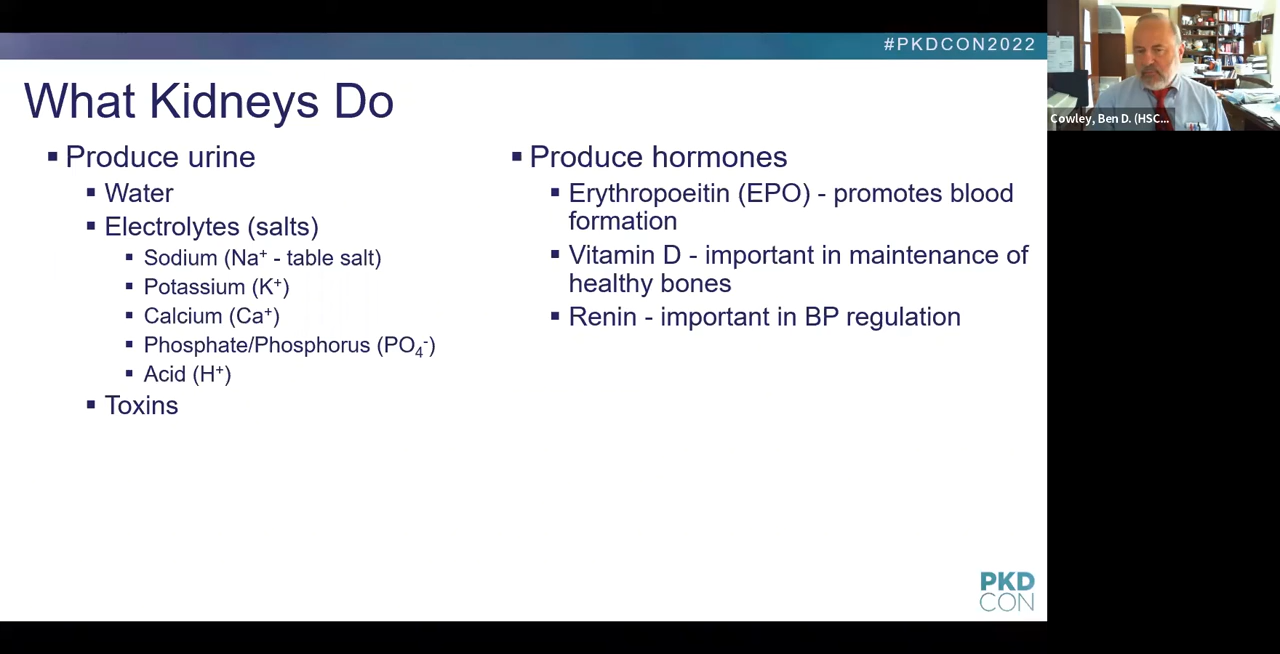 #PKDCON2022
What Kidneys Do
▪ Produce urine
▪ Water
▪ Electrolytes (salts)
▪ Sodium (Na⁺ - table salt)
▪ Potassium (K⁺)
▪ Calcium (Ca⁺)
▪ Phosphate/Phosphorus (PO₄⁻)
▪ Acid (H⁺)
▪ Toxins
▪ Produce hormones
▪ Erythropoeitin (EPO) - promotes blood
formation
▪ Vitamin D - important in maintenance of
healthy bones
▪ Renin - important in BP regulation
PKD
CON
Cowley, Ben D. (HSC...